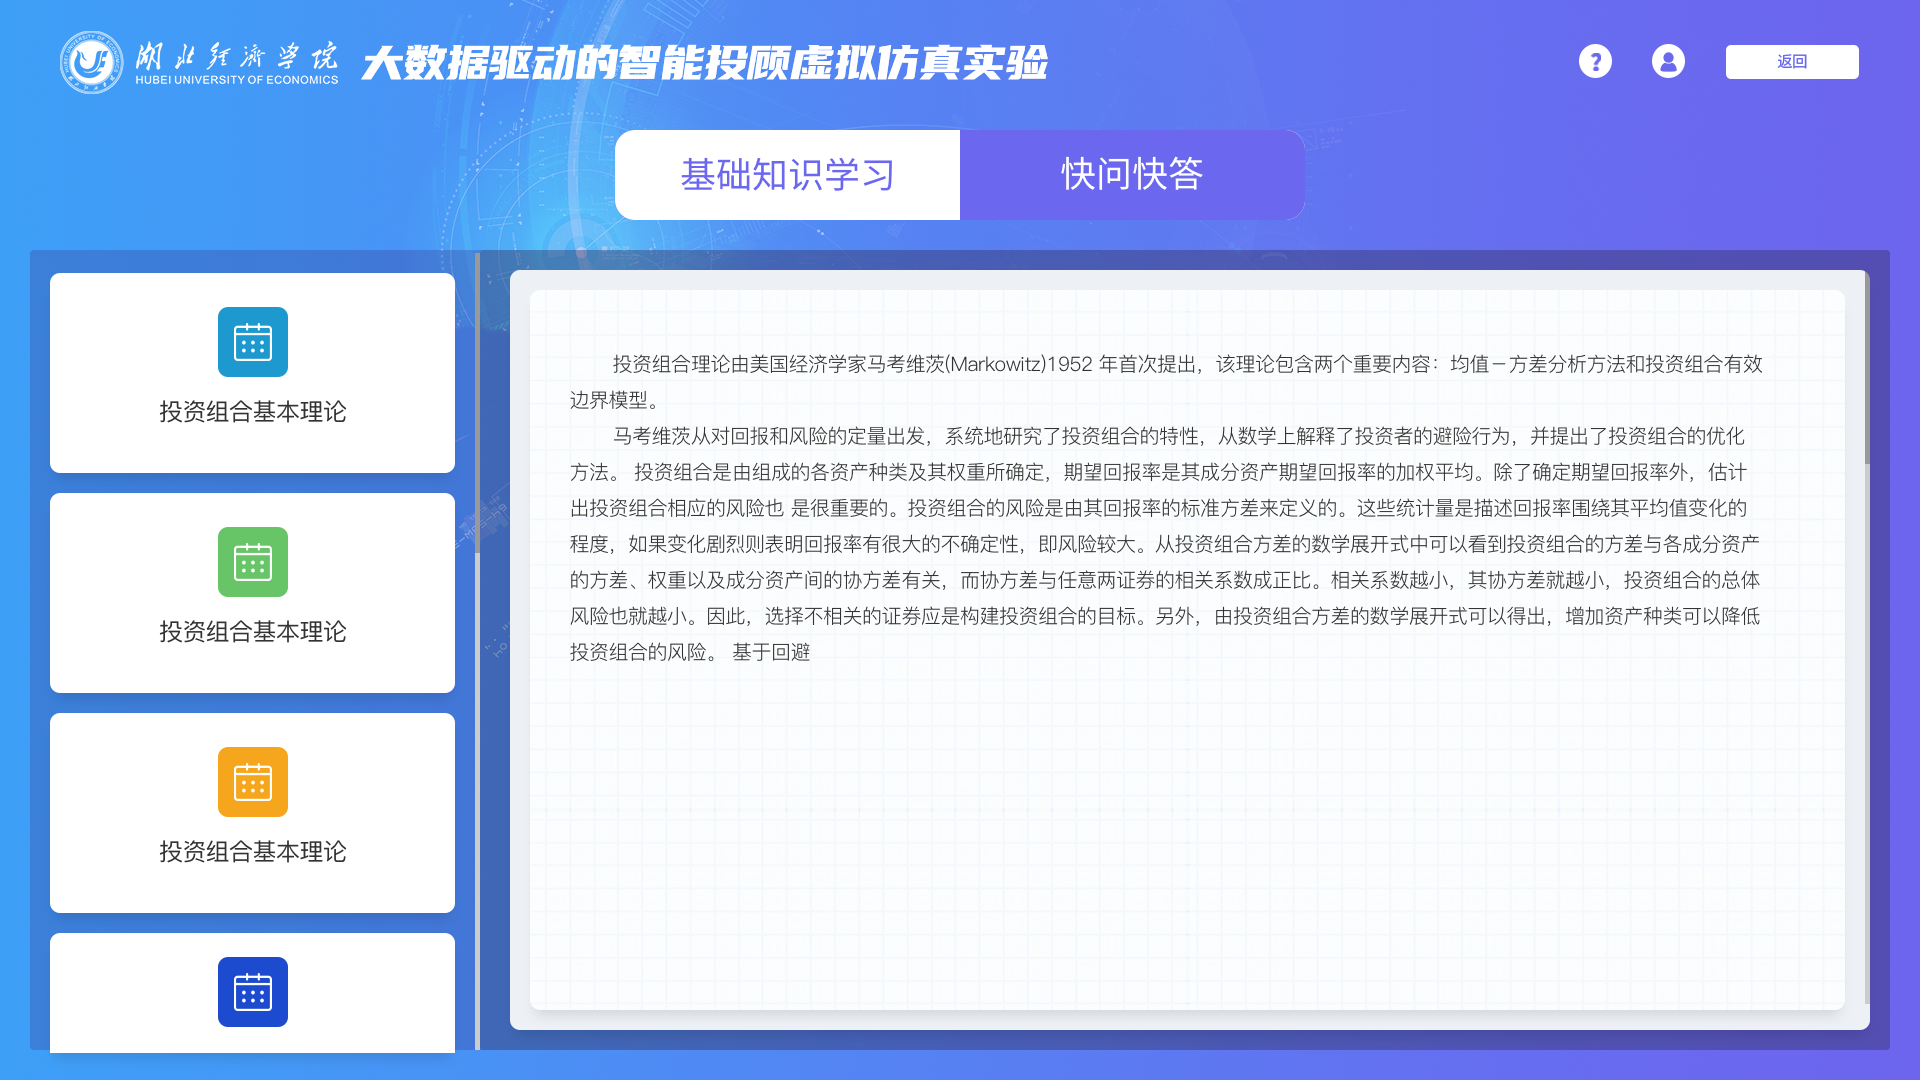 湖北经济学院
HUBEI UNIVERSITY OF ECONOMICS
大数据驱动的智能投顾虚拟仿真实验
返回
基础知识学习
快问快答
投资组合基本理论
投资组合基本理论
投资组合基本理论
投资组合理论由美国经济学家马考维茨(Markowitz)1952 年首次提出，该理论包含两个重要内容：均值－方差分析方法和投资组合有效
边界模型。
马考维茨从对回报和风险的定量出发，系统地研究了投资组合的特性，从数学上解释了投资者的避险行为，并提出了投资组合的优化
方法。 投资组合是由组成的各资产种类及其权重所确定，期望回报率是其成分资产期望回报率的加权平均。除了确定期望回报率外，估计
出投资组合相应的风险也 是很重要的。投资组合的风险是由其回报率的标准方差来定义的。这些统计量是描述回报率围绕其平均值变化的
程度，如果变化剧烈则表明回报率有很大的不确定性，即风险较大。从投资组合方差的数学展开式中可以看到投资组合的方差与各成分资产
的方差、权重以及成分资产间的协方差有关，而协方差与任意两证券的相关系数成正比。相关系数越小，其协方差就越小，投资组合的总体
风险也就越小。因此，选择不相关的证券应是构建投资组合的目标。另外，由投资组合方差的数学展开式可以得出，增加资产种类可以降低
投资组合的风险。 基于回避